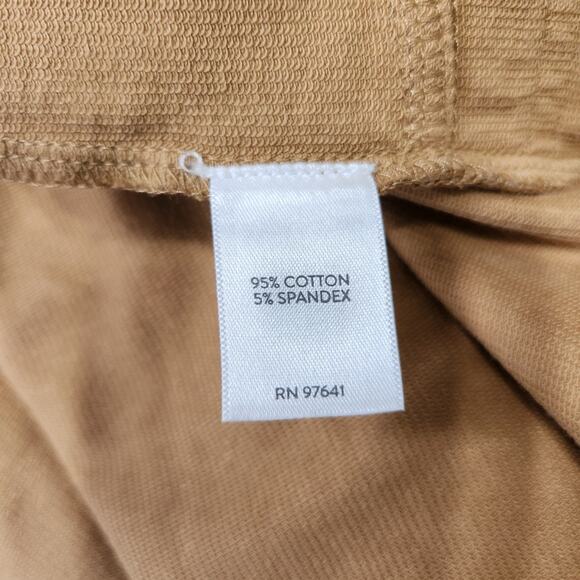 95% COTTON
5% SPANDEX
RN 97641